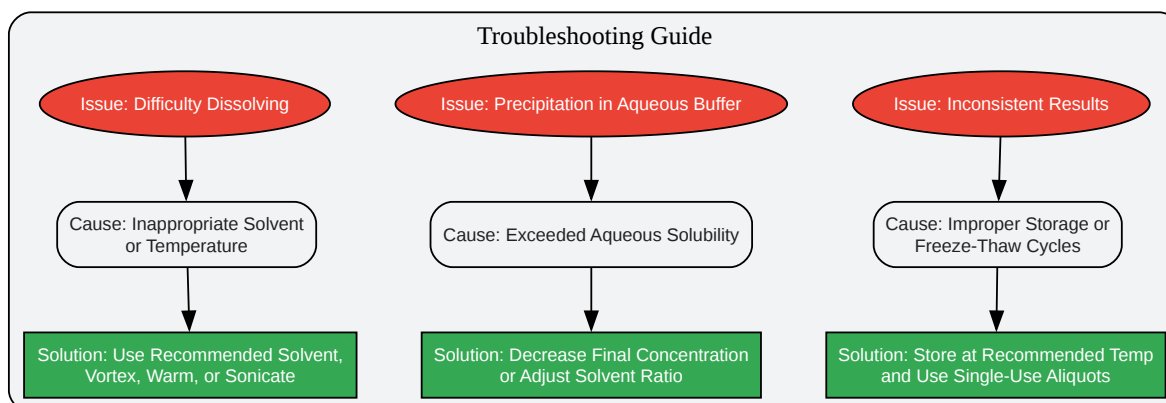 Troubleshooting Guide
Issue: Difficulty Dissolving
Issue: Precipitation in Aqueous Buffer
Issue: Inconsistent Results
Cause: Inappropriate Solvent
or Temperature
Cause: Exceeded Aqueous Solubility
Cause: Improper Storage or
Freeze-Thaw Cycles
Solution: Use Recommended Solvent,
Vortex, Warm, or Sonicate
Solution: Decrease Final Concentration
or Adjust Solvent Ratio
Solution: Store at Recommended Temp
and Use Single-Use Aliquots